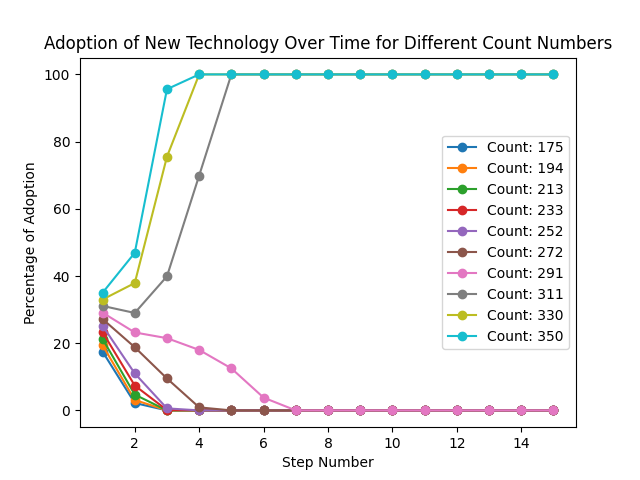 Adoption of New Technology Over Time for Different Count Numbers
Percentage of Adoption
100
80
60
40
20
0
Count: 175
Count: 194
Count: 213
Count: 233
Count: 252
Count: 272
Count: 291
Count: 311
Count: 330
Count: 350
2 4 6 8 10 12 14
Step Number